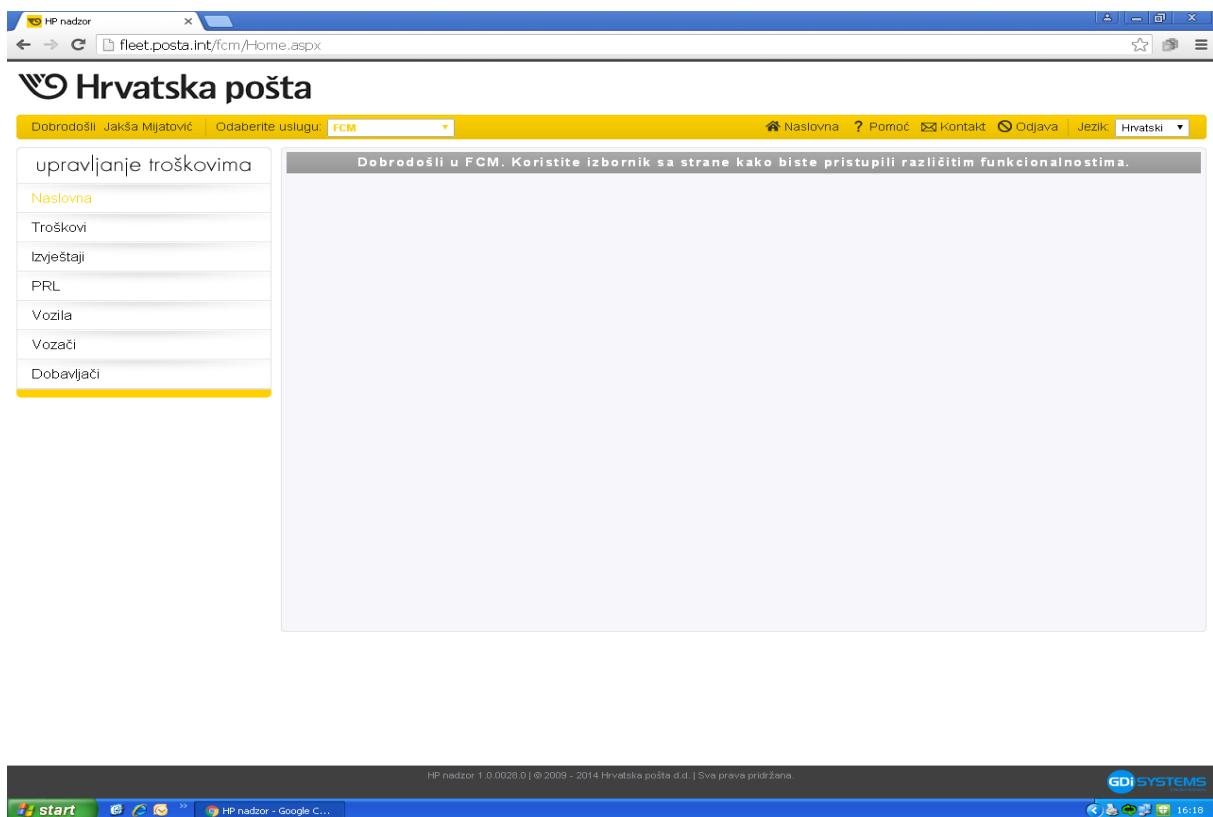 HP nadzor
fleet.posta.int/fcm/Home.aspx
Hrvatska pošta
Dobrodošli Jakša Mijatović Odaberite uslugu: FCM Naslovna ? Pomoć Kontakt Odjava Jezik: Hrvatski
upravljanje troškovima
Dobrodošli u FCM. Koristite izbornik sa strane kako biste pristupili različitim funkcionalnostima.
Naslovna
Troškovi
Izvještaji
PRL
Vozila
Vozači
Dobavljači
HP nadzor 1.0.0028.0 | © 2009 - 2014 Hrvatska pošta d.d. | Sva prava pridržana.
GDi SYSTEMS
start HP nadzor - Google C... 16:18